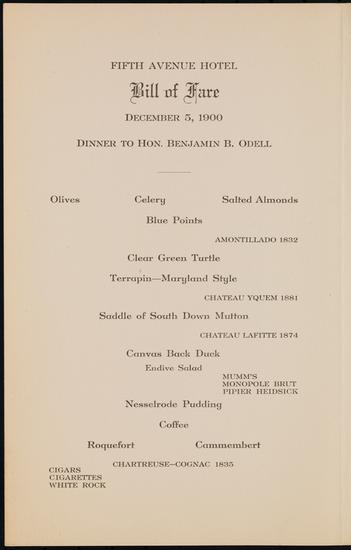 FIFTH AVENUE HOTEL
Bill of Fare
DECEMBER 5, 1900
DINNER TO HON. BENJAMIN B. ODELL
Olives Celery Salted Almonds
Blue Points
AMONTILLADO 1832
Clear Green Turtle
Terrapin—Maryland Style
CHATEAU YQUEM 1881
Saddle of South Down Mutton
CHATEAU LAFITTE 1874
Canvas Back Duck
Endive Salad
MUMM'S
MONOPOLE BRUT
PIPIER HEIDSICK
Nesselrode Pudding
Coffee
Roquefort Cammembert
CHARTREUSE—COGNAC 1835
CIGARS
CIGARETTES
WHITE ROCK